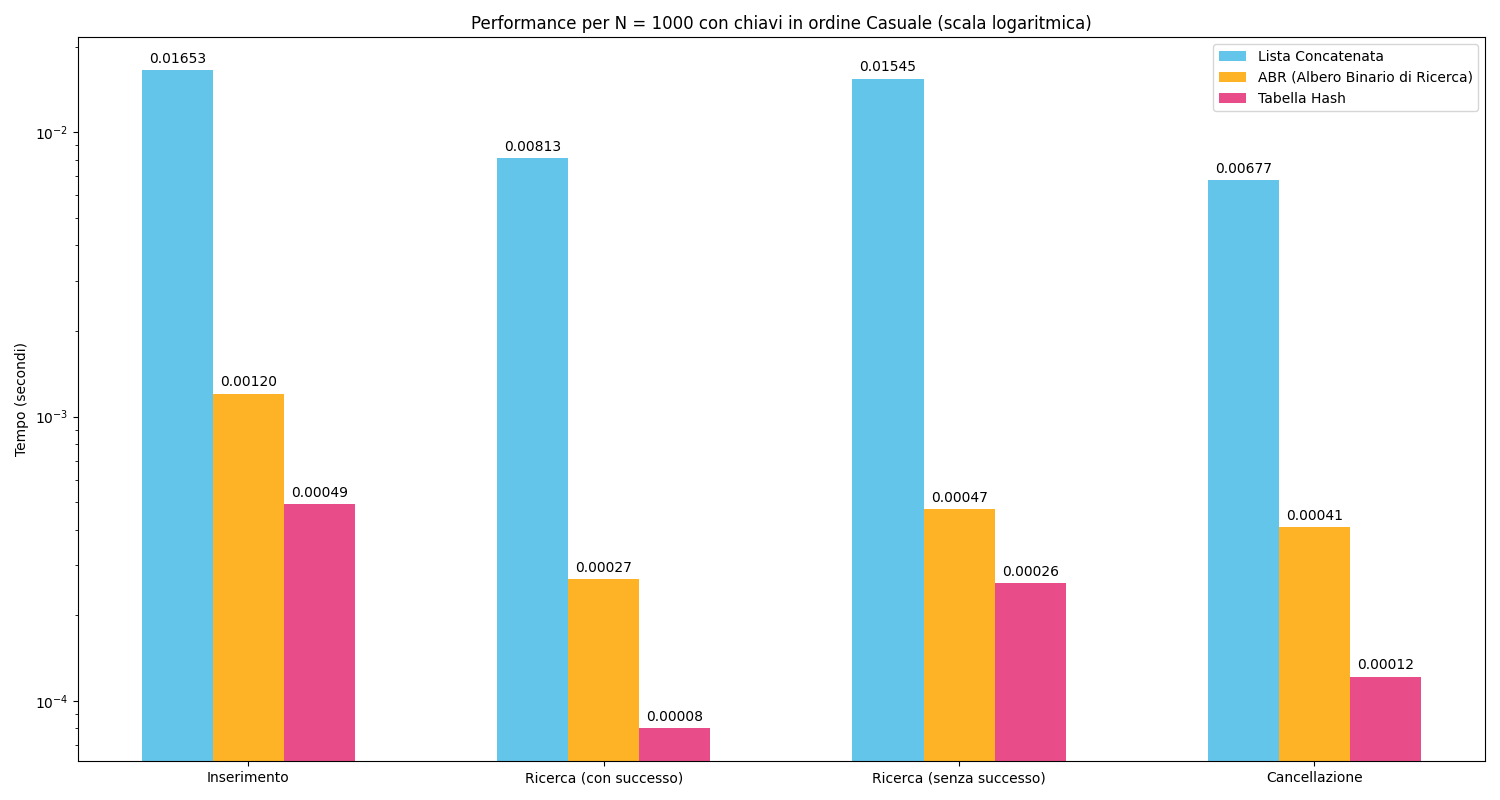 Performance per N = 1000 con chiavi in ordine Casuale (scala logaritmica)
Lista Concatenata
ABR (Albero Binario di Ricerca)
Tabella Hash
Tempo (secondi)
10⁻²
10⁻³
10⁻⁴
0.01653
0.00120
0.00049
0.00813
0.00027
0.00008
0.01545
0.00047
0.00026
0.00677
0.00041
0.00012
Inserimento
Ricerca (con successo)
Ricerca (senza successo)
Cancellazione